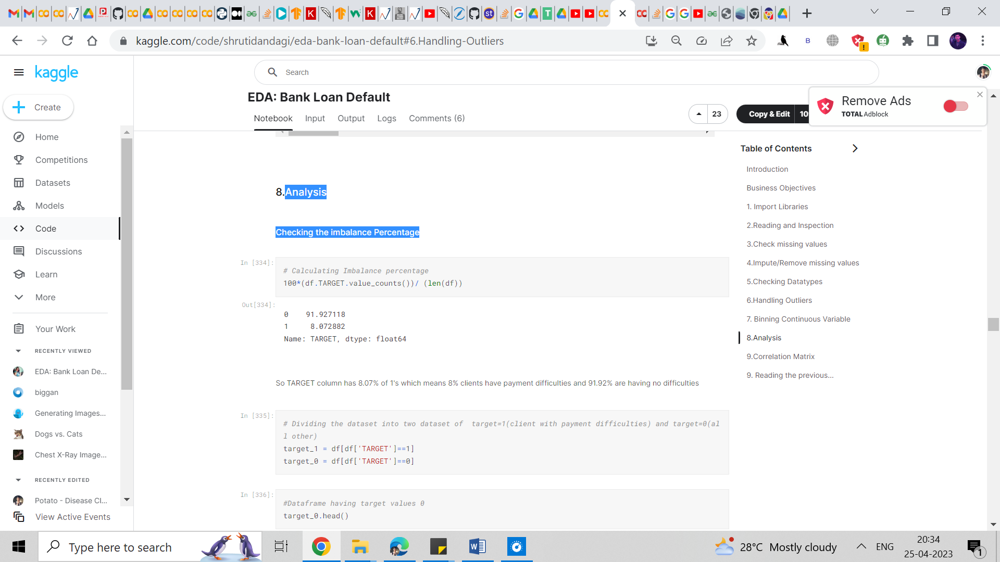 kaggle.com/code/shrutidandagi/eda-bank-loan-default#6.Handling-Outliers
B
!
kaggle
Search
Create
EDA: Bank Loan Default
Remove Ads
TOTAL Adblock
Notebook
Input
Output
Logs
Comments (6)
23
Copy & Edit
10
Home
Competitions
Datasets
Models
Code
Discussions
Learn
More
Your Work
RECENTLY VIEWED
EDA: Bank Loan De...
biggan
Generating Images...
Dogs vs. Cats
Chest X-Ray Image...
RECENTLY EDITED
Potato - Disease Cl...
View Active Events
8.Analysis
Checking the imbalance Percentage
In [334]:
# Calculating Imbalance percentage
100*(df.TARGET.value_counts())/ (len(df))
Out[334]:
0    91.927118
1     8.072882
Name: TARGET, dtype: float64
So TARGET column has 8.07% of 1's which means 8% clients have payment difficulties and 91.92% are having no difficulties
In [335]:
# Dividing the dataset into two dataset of  target=1(client with payment difficulties) and target=0(al
l other)
target_1 = df[df['TARGET']==1]
target_0 = df[df['TARGET']==0]
In [336]:
#Dataframe having target values 0
target_0.head()
Table of Contents
Introduction
Business Objectives
1. Import Libraries
2.Reading and Inspection
3.Check missing values
4.Impute/Remove missing values
5.Checking Datatypes
6.Handling Outliers
7. Binning Continuous Variable
8.Analysis
9.Correlation Matrix
9. Reading the previous...
Type here to search
28°C Mostly cloudy
ENG
20:34
25-04-2023
1